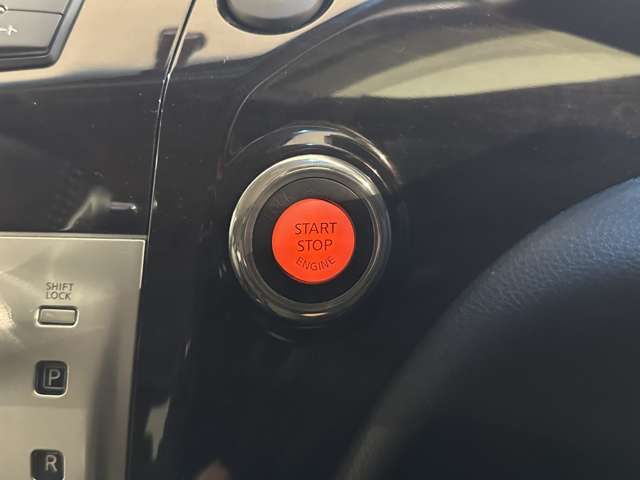 START
STOP
ENGINE
SHIFT
LOCK
P
R